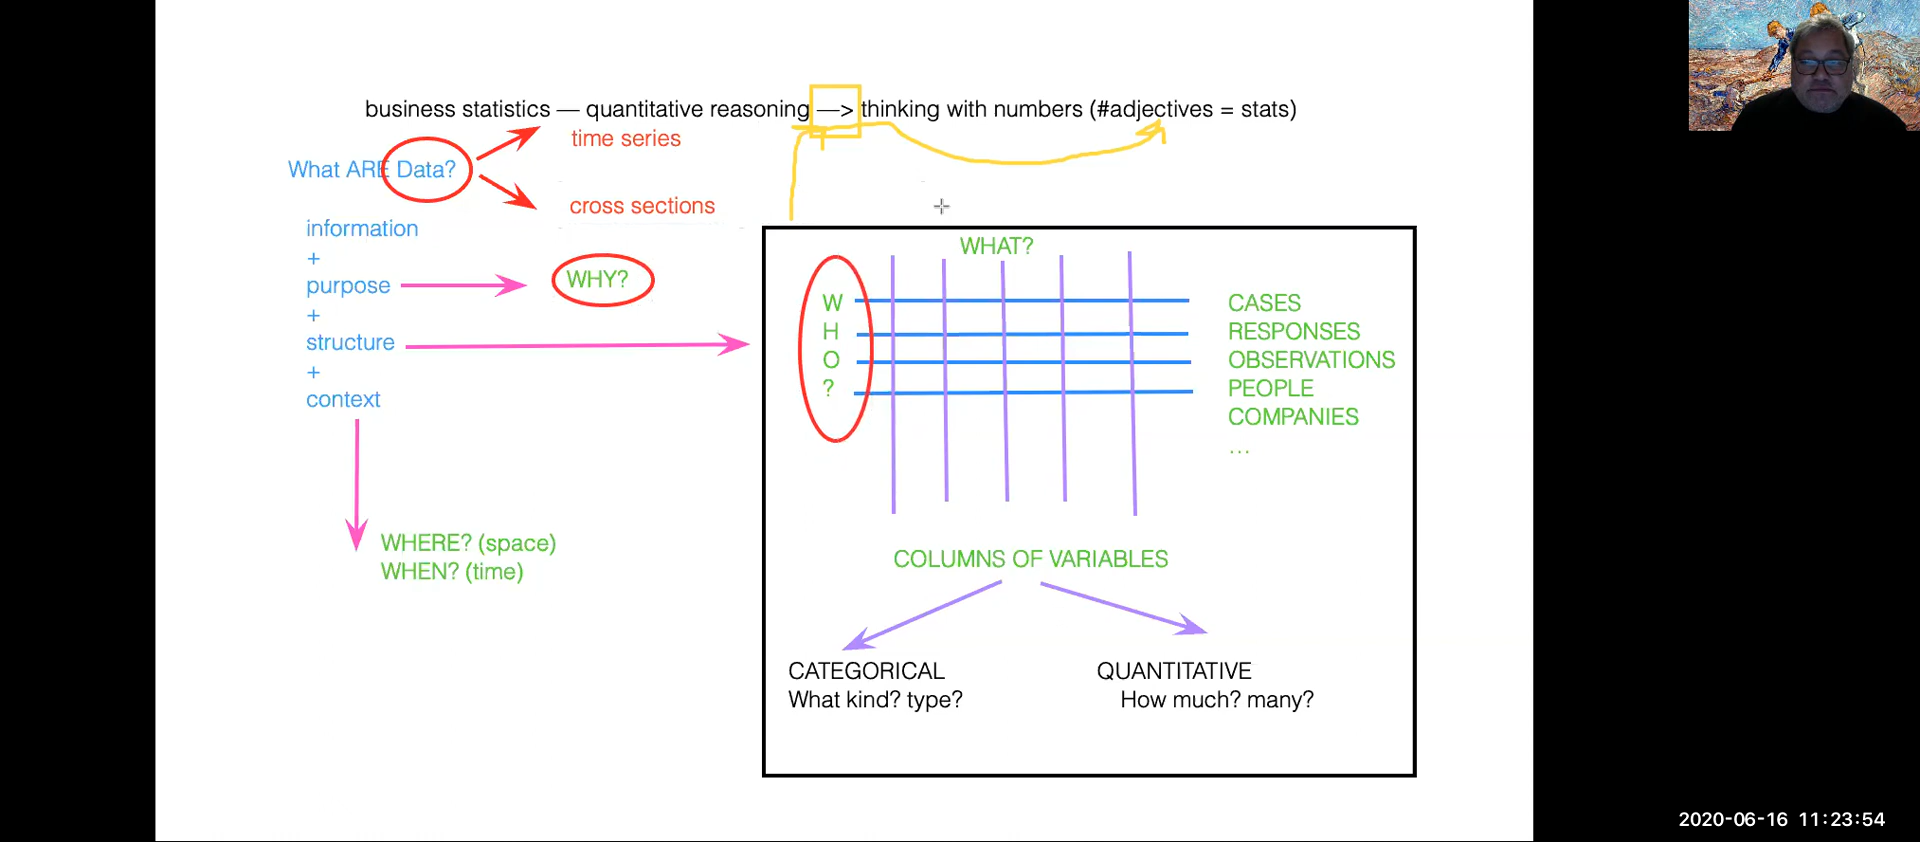 business statistics — quantitative reasoning —> thinking with numbers (#adjectives = stats)
time series
What ARE Data?
cross sections
information
+
purpose
WHY?
+
structure
+
context
WHERE? (space)
WHEN? (time)
WHAT?
W
H
O
?
CASES
RESPONSES
OBSERVATIONS
PEOPLE
COMPANIES
...
COLUMNS OF VARIABLES
CATEGORICAL
What kind? type?
QUANTITATIVE
How much? many?
2020-06-16 11:23:54